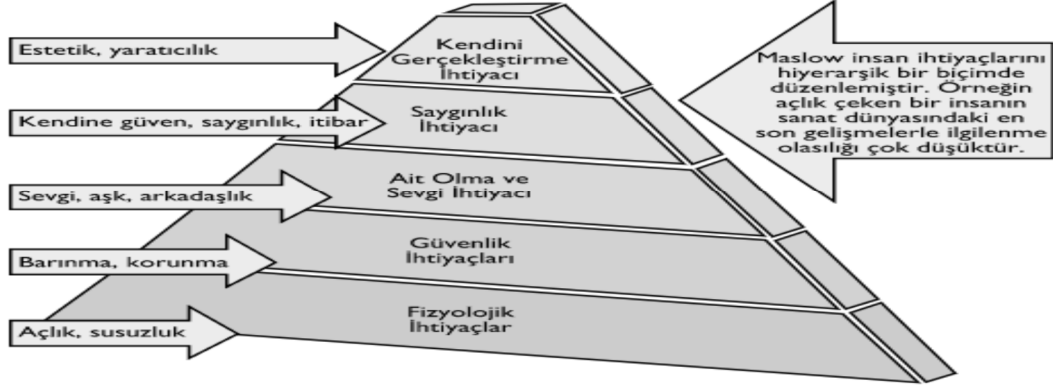 Estetik, yaratıcılık
Kendini
Gerçekleştirme
İhtiyacı
Kendine güven, saygınlık, itibar
Saygınlık
İhtiyacı
Sevgi, aşk, arkadaşlık
Ait Olma ve
Sevgi İhtiyacı
Barınma, korunma
Güvenlik
İhtiyaçları
Açlık, susuzluk
Fizyolojik
İhtiyaçlar
Maslow insan ihtiyaçlarını
hiyerarşik bir biçimde
düzenlemiştir. Örneğin
açlık çeken bir insanın
sanat dünyasındaki en
son gelişmelerle ilgilenme
olasılığı çok düşüktür.